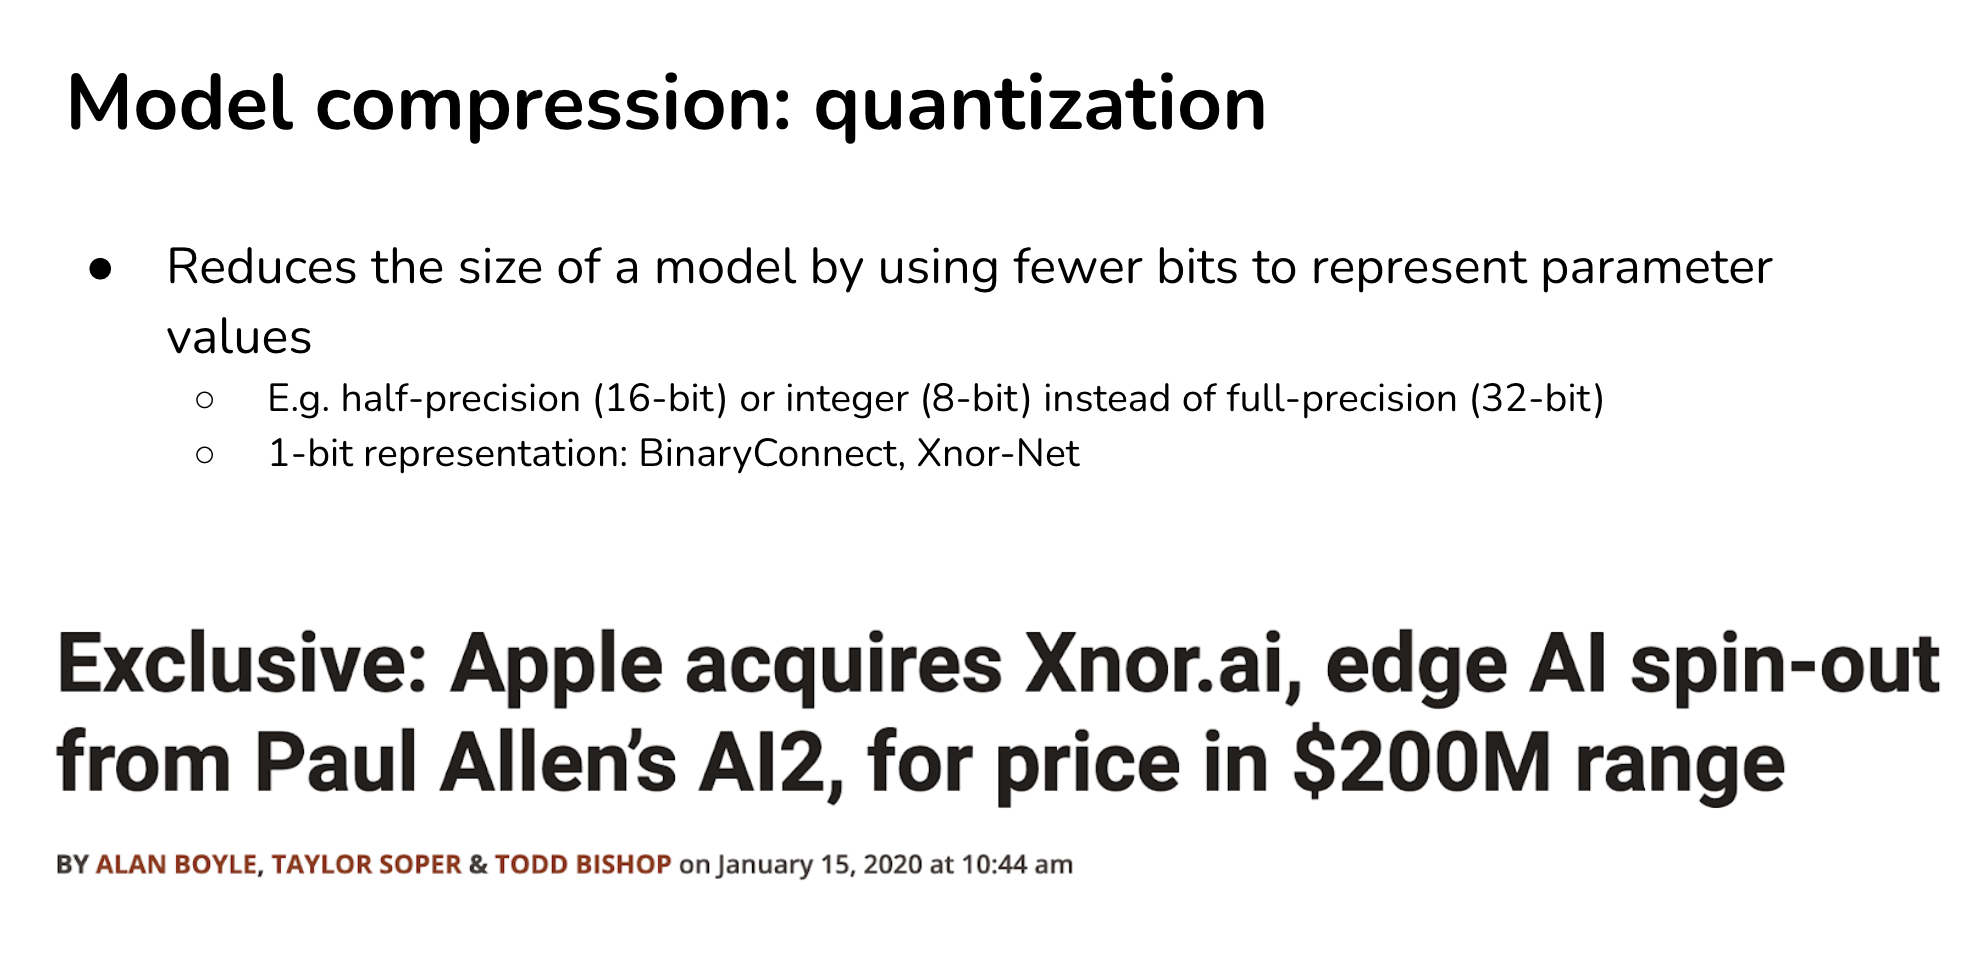 Model compression: quantization
● Reduces the size of a model by using fewer bits to represent parameter
values
○ E.g. half-precision (16-bit) or integer (8-bit) instead of full-precision (32-bit)
○ 1-bit representation: BinaryConnect, Xnor-Net
Exclusive: Apple acquires Xnor.ai, edge AI spin-out
from Paul Allen’s AI2, for price in $200M range
BY ALAN BOYLE, TAYLOR SOPER & TODD BISHOP on January 15, 2020 at 10:44 am